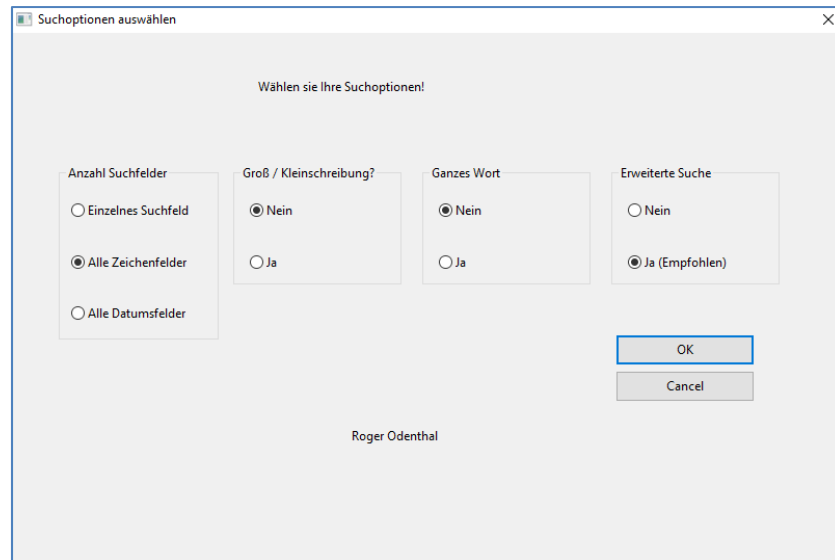 Suchoptionen auswählen
Wählen sie Ihre Suchoptionen!
Anzahl Suchfelder
Einzelnes Suchfeld
Alle Zeichenfelder
Alle Datumsfelder
Groß / Kleinschreibung?
Nein
Ja
Ganzes Wort
Nein
Ja
Erweiterte Suche
Nein
Ja (Empfohlen)
OK
Cancel
Roger Odenthal